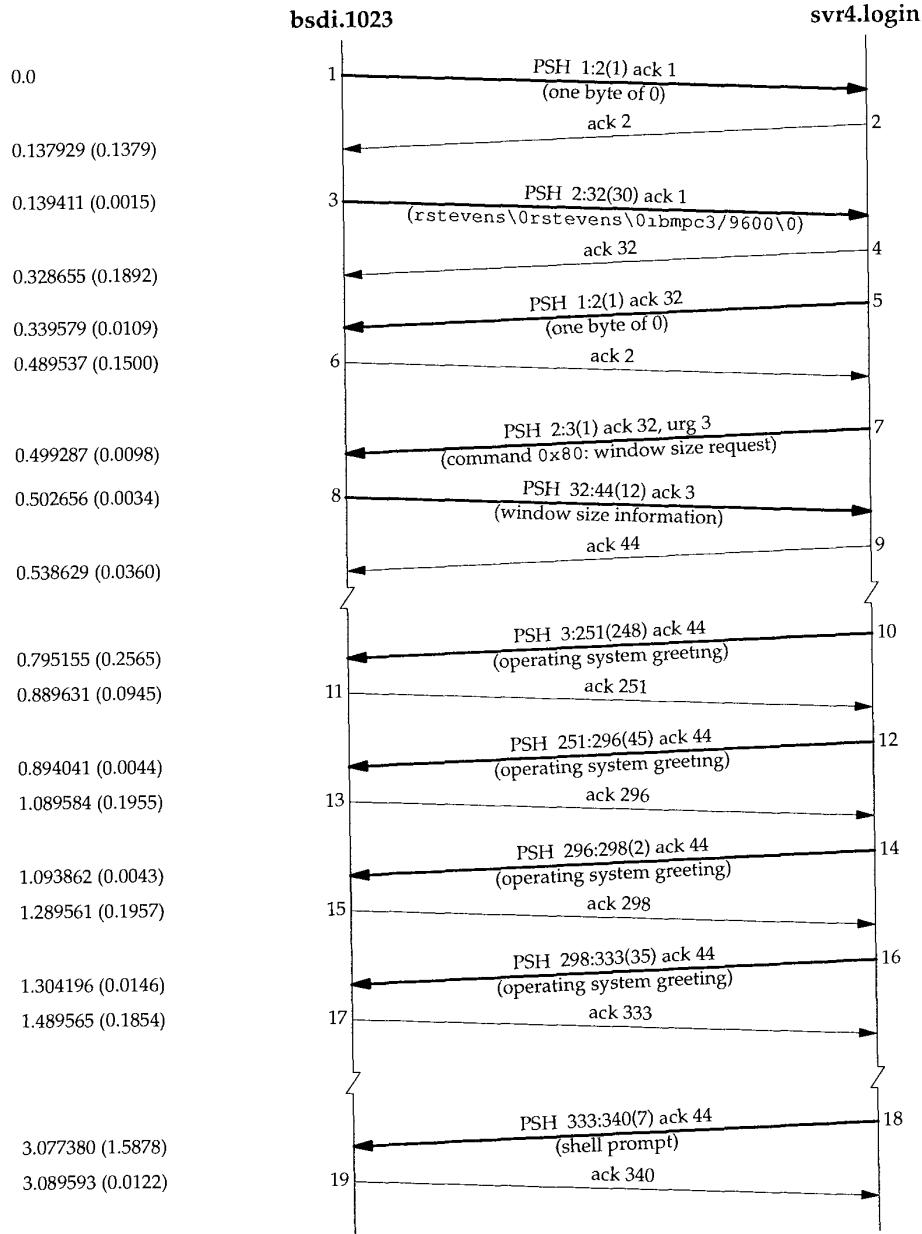 bsdi.1023 svr4.login
0.0 1 PSH 1:2(1) ack 1
(one byte of 0)
ack 2 2
0.137929 (0.1379)
0.139411 (0.0015) 3 PSH 2:32(30) ack 1
(rstevens\0rstevens\0ibmpc3/9600\0)
ack 32 4
0.328655 (0.1892)
PSH 1:2(1) ack 32 5
0.339579 (0.0109) (one byte of 0)
0.489537 (0.1500) 6 ack 2
PSH 2:3(1) ack 32, urg 3 7
0.499287 (0.0098) (command 0x80: window size request)
0.502656 (0.0034) 8 PSH 32:44(12) ack 3
(window size information)
ack 44 9
0.538629 (0.0360)
PSH 3:251(248) ack 44 10
0.795155 (0.2565) (operating system greeting)
0.889631 (0.0945) 11 ack 251
PSH 251:296(45) ack 44 12
0.894041 (0.0044) (operating system greeting)
1.089584 (0.1955) 13 ack 296
PSH 296:298(2) ack 44 14
1.093862 (0.0043) (operating system greeting)
1.289561 (0.1957) 15 ack 298
PSH 298:333(35) ack 44 16
1.304196 (0.0146) (operating system greeting)
1.489565 (0.1854) 17 ack 333
PSH 333:340(7) ack 44 18
3.077380 (1.5878) (shell prompt)
3.089593 (0.0122) 19 ack 340